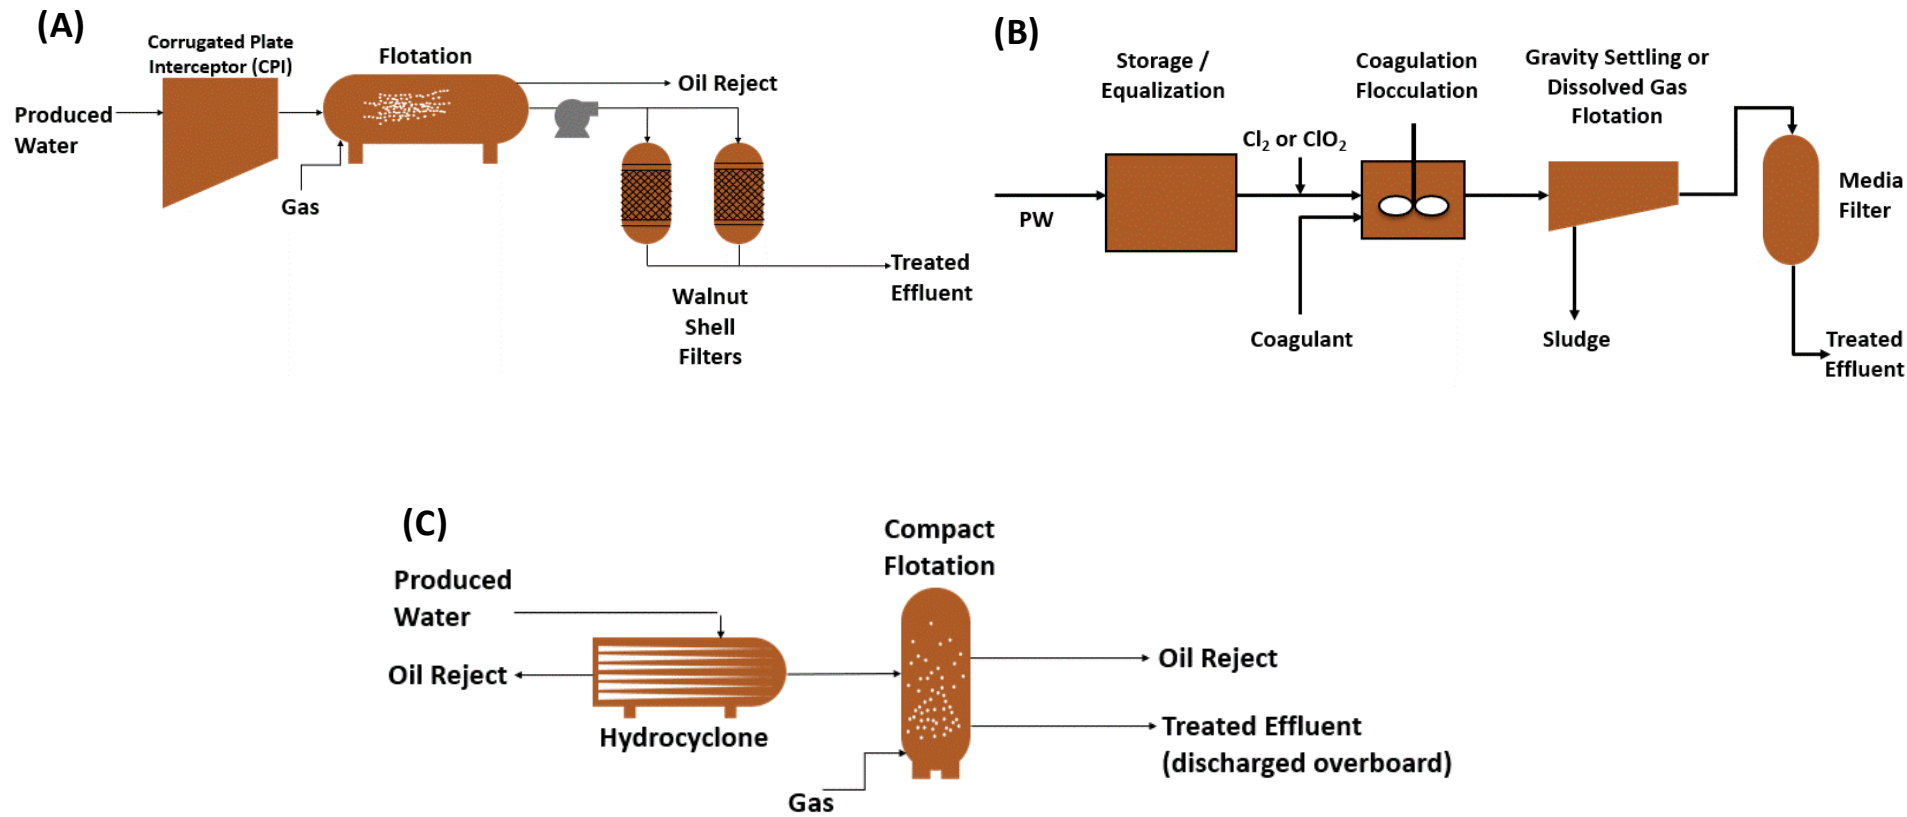 (A)
Corrugated Plate
Interceptor (CPI)
Flotation
Oil Reject
Produced
Water
Gas
Treated
Effluent
Walnut
Shell
Filters
(B)
Storage /
Equalization
Coagulation
Flocculation
Gravity Settling or
Dissolved Gas
Flotation
Cl₂ or ClO₂
PW
Media
Filter
Coagulant
Sludge
Treated
Effluent
(C)
Compact
Flotation
Produced
Water
Oil Reject
Hydrocyclone
Gas
Oil Reject
Treated Effluent
(discharged overboard)